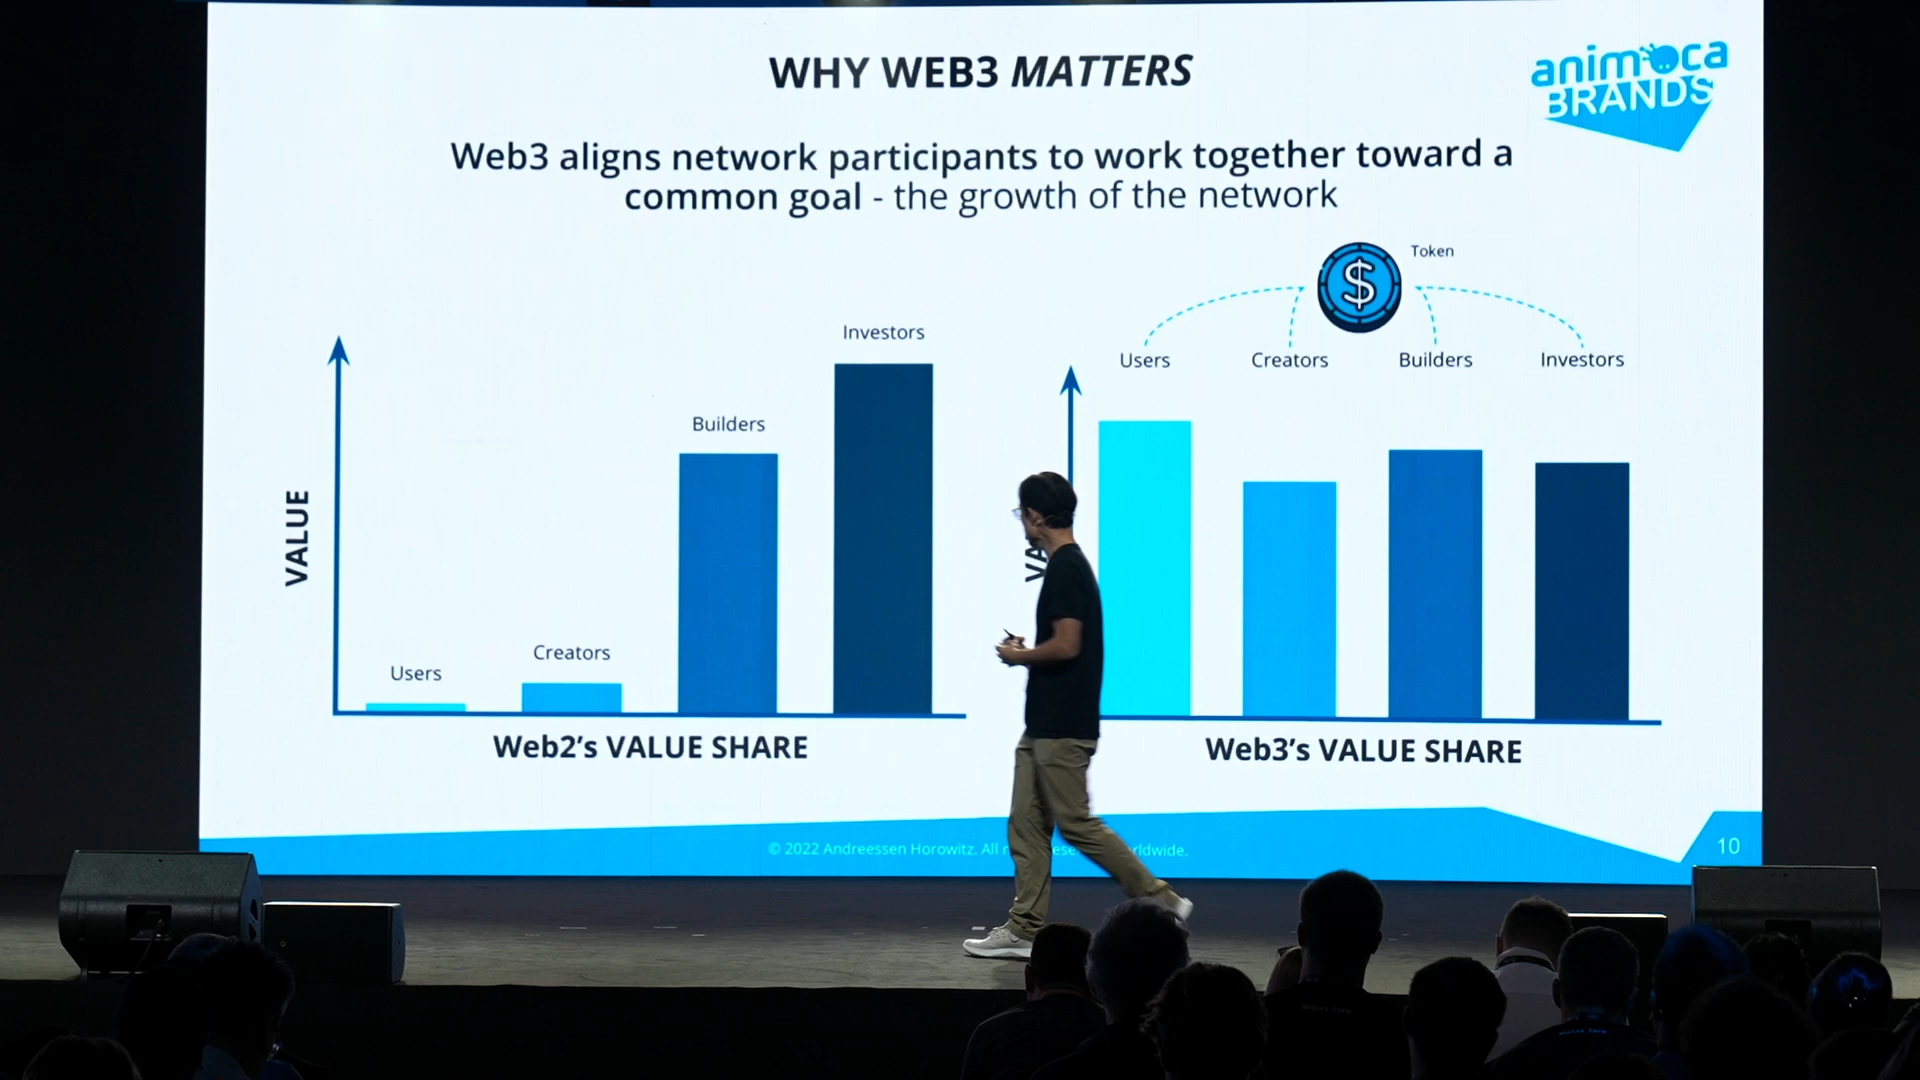 WHY WEB3 MATTERS
animoca
BRANDS
Web3 aligns network participants to work together toward a
common goal - the growth of the network
Token
Users
Creators
Builders
Investors
VALUE
Investors
Builders
Creators
Users
Web2's VALUE SHARE
Web3's VALUE SHARE
© 2022 Andreessen Horowitz. All
10